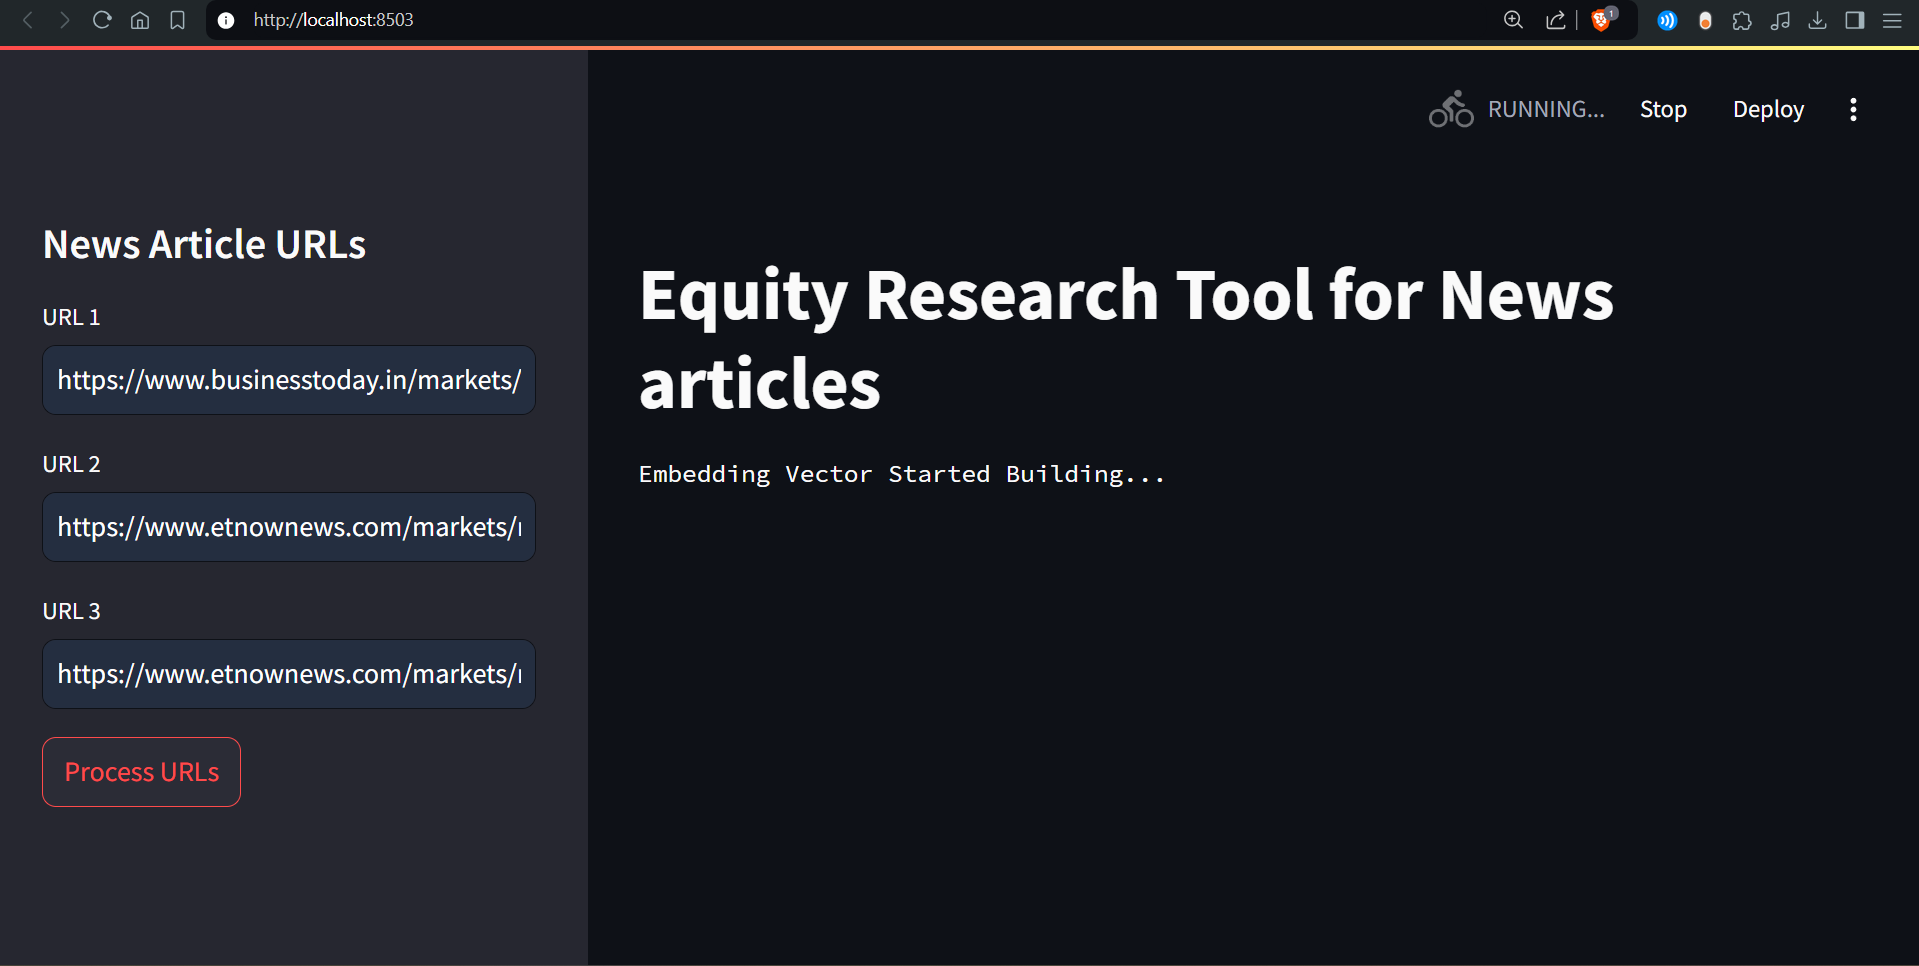 http://localhost:8503
1
RUNNING...
Stop
Deploy
News Article URLs
URL 1
https://www.businesstoday.in/markets/
URL 2
https://www.etnownews.com/markets/
URL 3
https://www.etnownews.com/markets/
Process URLs
Equity Research Tool for News
articles
Embedding Vector Started Building...